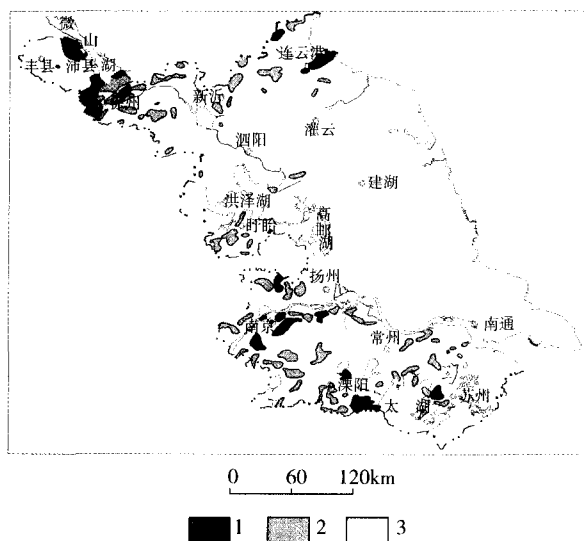 微
山
连云港
丰县
沛县
湖
徐州
新沂
灌云
泗阳
建湖
洪泽湖
高
邮
湖
盱眙
扬州
南京
常州
南通
溧阳
太 湖
苏州
0 60 120km
1 2 3